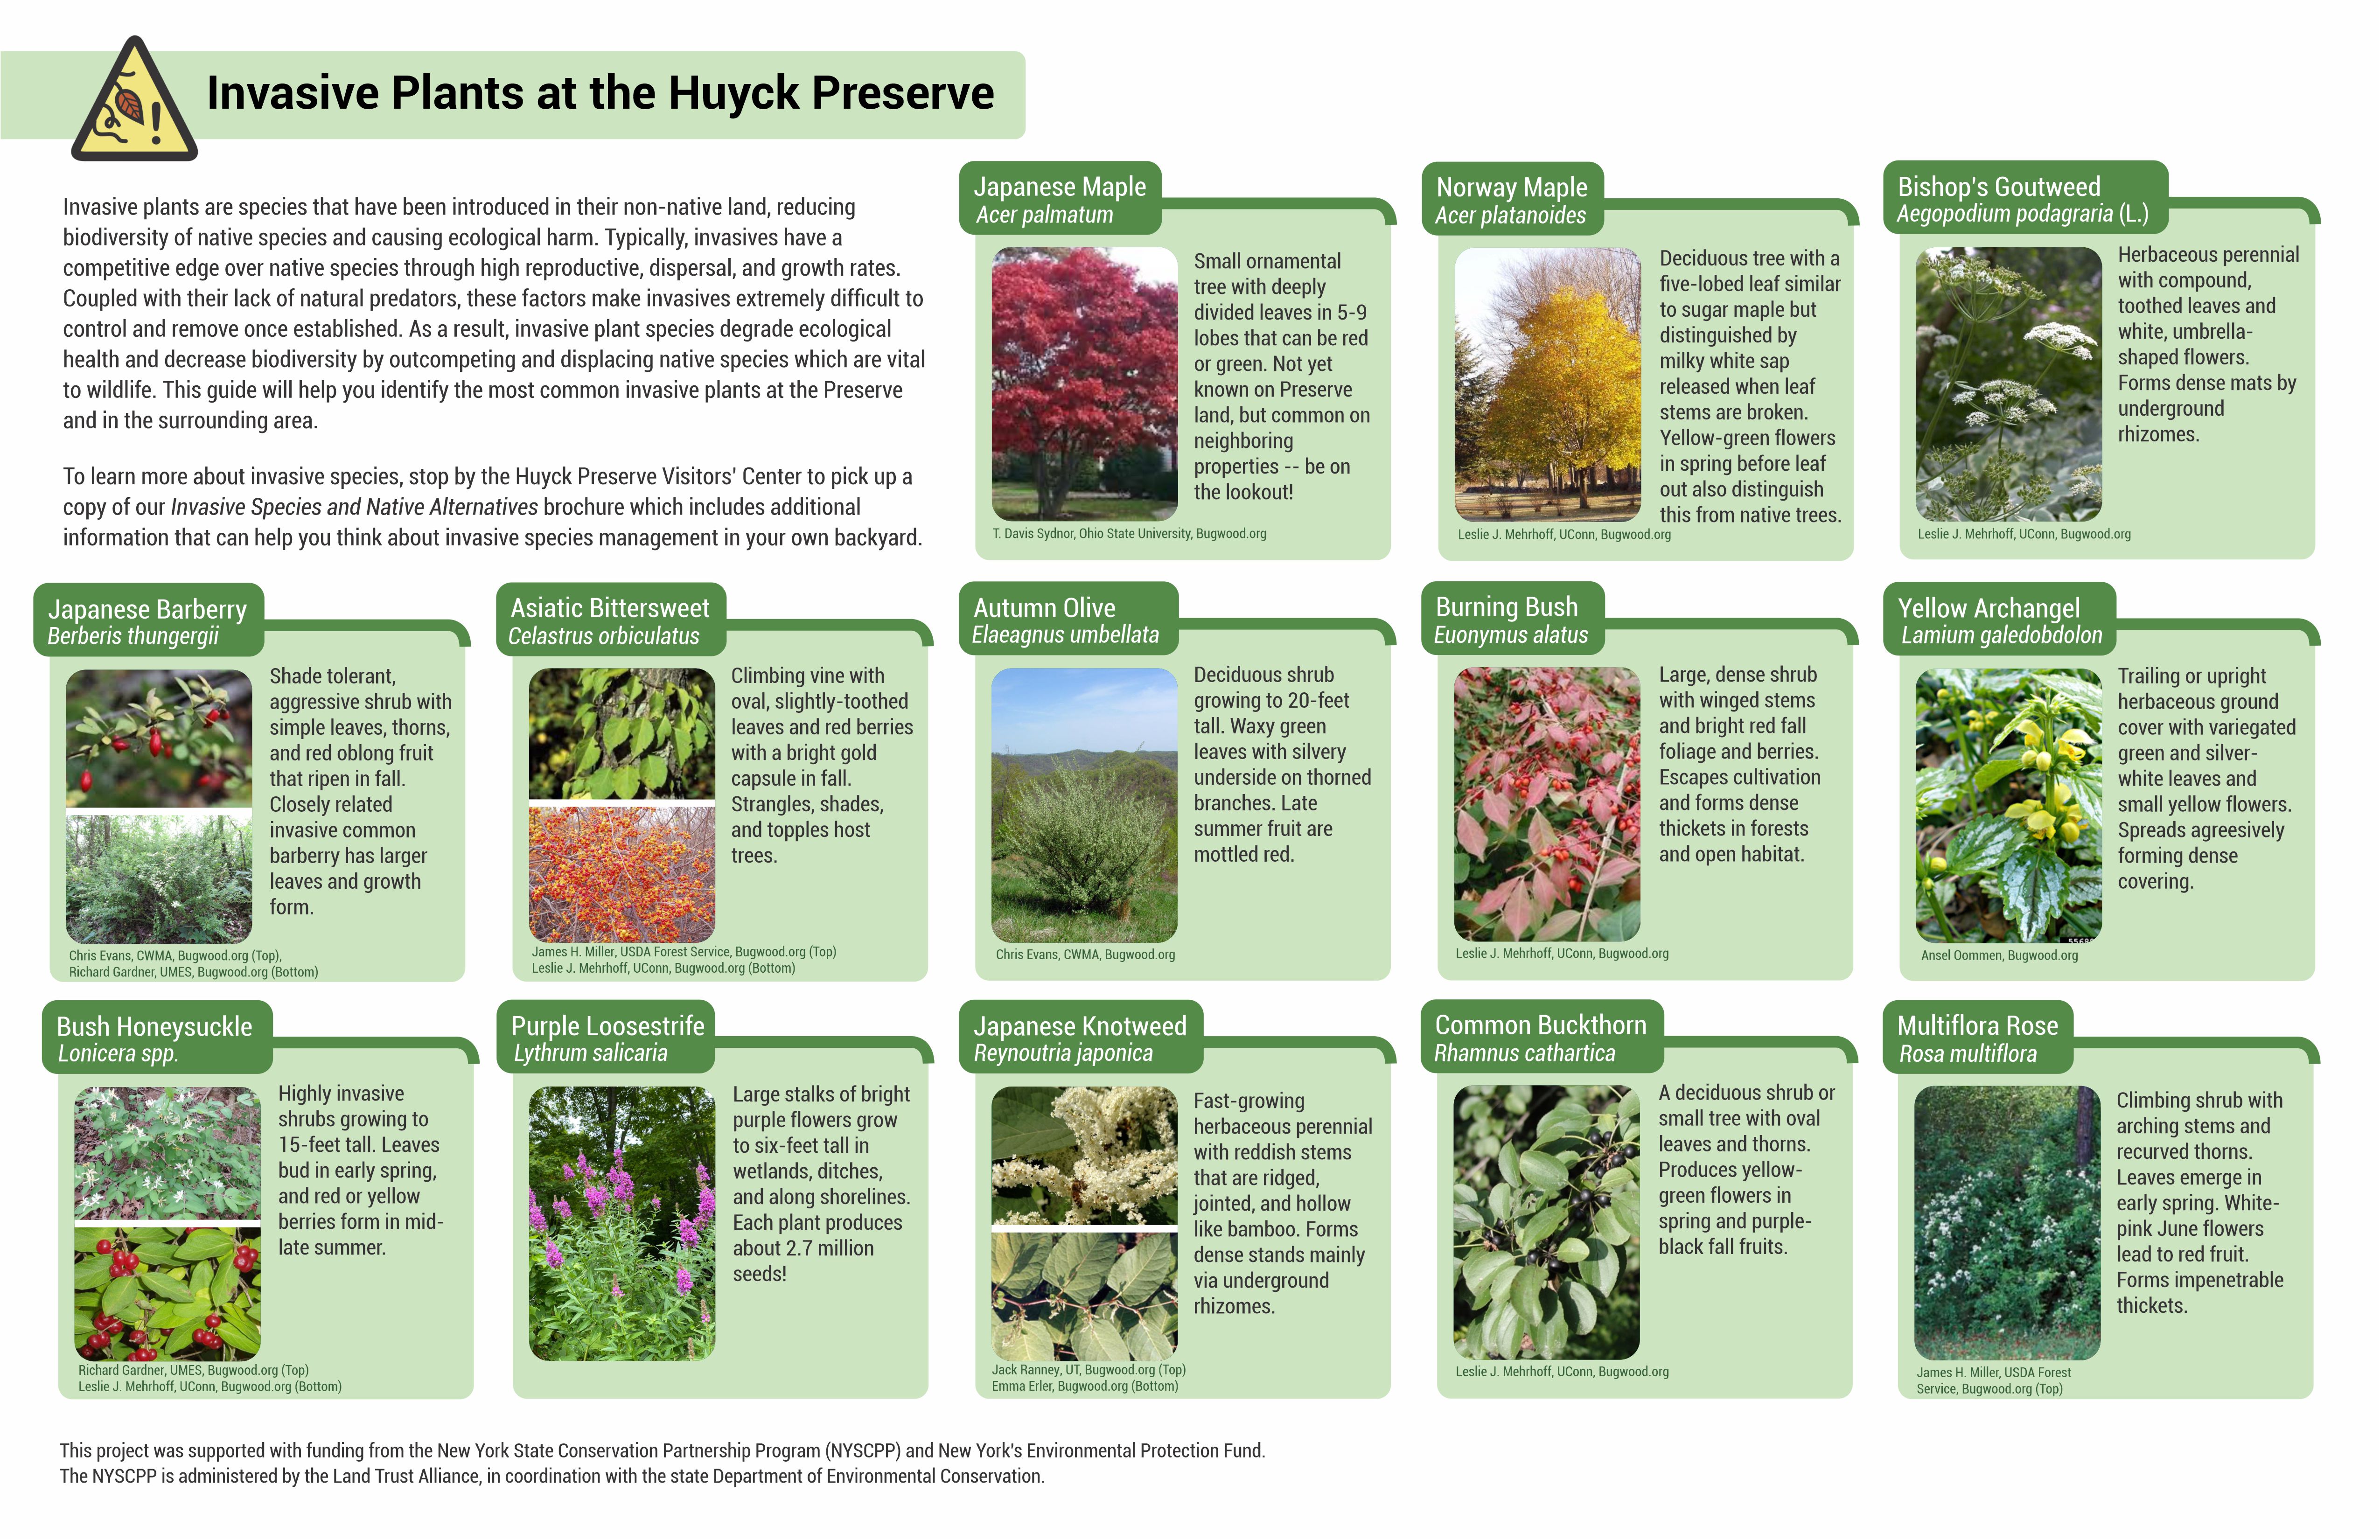 Invasive Plants at the Huyck Preserve
Invasive plants are species that have been introduced in their non-native land, reducing
biodiversity of native species and causing ecological harm. Typically, invasives have a
competitive edge over native species through high reproductive, dispersal, and growth rates.
Coupled with their lack of natural predators, these factors make invasives extremely difficult to
control and remove once established. As a result, invasive plant species degrade ecological
health and decrease biodiversity by outcompeting and displacing native species which are vital
to wildlife. This guide will help you identify the most common invasive plants at the Preserve
and in the surrounding area.
To learn more about invasive species, stop by the Huyck Preserve Visitors' Center to pick up a
copy of our Invasive Species and Native Alternatives brochure which includes additional
information that can help you think about invasive species management in your own backyard.
Japanese Maple
Acer palmatum
Small ornamental
tree with deeply
divided leaves in 5-9
lobes that can be red
or green. Not yet
known on Preserve
land, but common on
neighboring
properties -- be on
the lookout!
T. Davis Sydnor, Ohio State University, Bugwood.org
Norway Maple
Acer platanoides
Deciduous tree with a
five-lobed leaf similar
to sugar maple but
distinguished by
milky white sap
released when leaf
stems are broken.
Yellow-green flowers
in spring before leaf
out also distinguish
this from native trees.
Leslie J. Mehrhoff, UConn, Bugwood.org
Bishop's Goutweed
Aegopodium podagraria (L.)
Herbaceous perennial
with compound,
toothed leaves and
white, umbrella-
shaped flowers.
Forms dense mats by
underground
rhizomes.
Leslie J. Mehrhoff, UConn, Bugwood.org
Japanese Barberry
Berberis thungergii
Shade tolerant,
aggressive shrub with
simple leaves, thorns,
and red oblong fruit
that ripen in fall.
Closely related
invasive common
barberry has larger
leaves and growth
form.
Chris Evans, CWMA, Bugwood.org (Top),
Richard Gardner, UMES, Bugwood.org (Bottom)
Asiatic Bittersweet
Celastrus orbiculatus
Climbing vine with
oval, slightly-toothed
leaves and red berries
with a bright gold
capsule in fall.
Strangles, shades,
and topples host
trees.
James H. Miller, USDA Forest Service, Bugwood.org (Top)
Leslie J. Mehrhoff, UConn, Bugwood.org (Bottom)
Autumn Olive
Elaeagnus umbellata
Deciduous shrub
growing to 20-feet
tall. Waxy green
leaves with silvery
underside on thorned
branches. Late
summer fruit are
mottled red.
Chris Evans, CWMA, Bugwood.org
Burning Bush
Euonymus alatus
Large, dense shrub
with winged stems
and bright red fall
foliage and berries.
Escapes cultivation
and forms dense
thickets in forests
and open habitat.
Leslie J. Mehrhoff, UConn, Bugwood.org
Yellow Archangel
Lamium galedobdolon
Trailing or upright
herbaceous ground
cover with variegated
green and silver-
white leaves and
small yellow flowers.
Spreads agreesively
forming dense
covering.
Ansel Oommen, Bugwood.org
Bush Honeysuckle
Lonicera spp.
Highly invasive
shrubs growing to
15-feet tall. Leaves
bud in early spring,
and red or yellow
berries form in mid-
late summer.
Richard Gardner, UMES, Bugwood.org (Top)
Leslie J. Mehrhoff, UConn, Bugwood.org (Bottom)
Purple Loosestrife
Lythrum salicaria
Large stalks of bright
purple flowers grow
to six-feet tall in
wetlands, ditches,
and along shorelines.
Each plant produces
about 2.7 million
seeds!
Japanese Knotweed
Reynoutria japonica
Fast-growing
herbaceous perennial
with reddish stems
that are ridged,
jointed, and hollow
like bamboo. Forms
dense stands mainly
via underground
rhizomes.
Jack Ranney, UT, Bugwood.org (Top)
Emma Erler, Bugwood.org (Bottom)
Common Buckthorn
Rhamnus cathartica
A deciduous shrub or
small tree with oval
leaves and thorns.
Produces yellow-
green flowers in
spring and purple-
black fall fruits.
Leslie J. Mehrhoff, UConn, Bugwood.org
Multiflora Rose
Rosa multiflora
Climbing shrub with
arching stems and
recurved thorns.
Leaves emerge in
early spring. White-
pink June flowers
lead to red fruit.
Forms impenetrable
thickets.
James H. Miller, USDA Forest
Service, Bugwood.org (Top)
This project was supported with funding from the New York State Conservation Partnership Program (NYSCPP) and New York's Environmental Protection Fund.
The NYSCPP is administered by the Land Trust Alliance, in coordination with the state Department of Environmental Conservation.